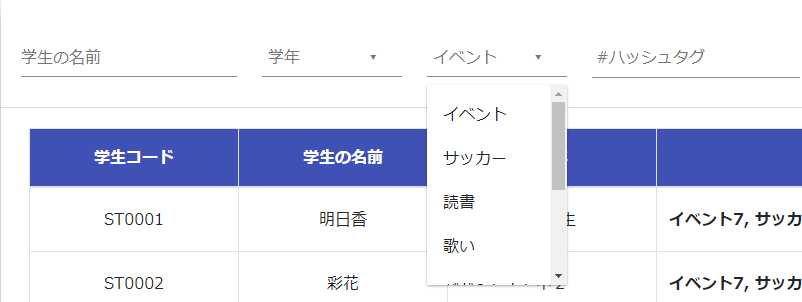 学生の名前 学年 イベント #ハッシュタグ
イベント
学生コード 学生の名前
サッカー
読書
ST0001 明日香 生 イベント7, サッカ
歌い
ST0002 彩花 イベント7, サッカ